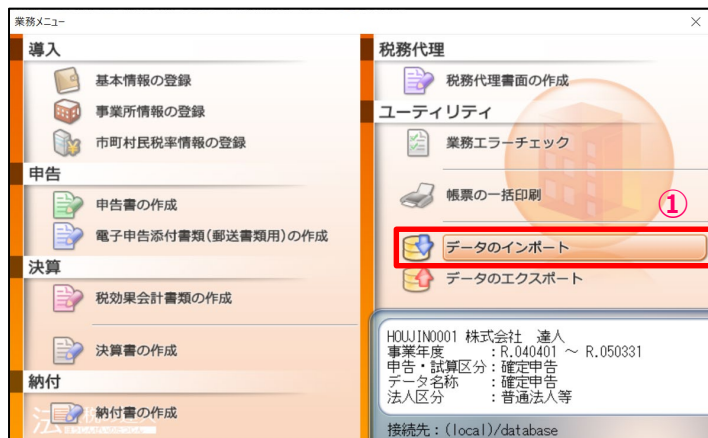 業務メニュー
導入
基本情報の登録
事業所情報の登録
市町村民税率情報の登録
申告
申告書の作成
電子申告添付書類(郵送書類用)の作成
決算
税効果会計書類の作成
決算書の作成
納付
納付書の作成
税務代理
税務代理書面の作成
ユーティリティ
業務エラーチェック
帳票の一括印刷
①
データのインポート
データのエクスポート
HOUJIN0001 株式会社 達人
事業年度 :R.040401 ～ R.050331
申告・試算区分:確定申告
データ名称 :確定申告
法人区分 :普通法人等
接続先:(local)/database